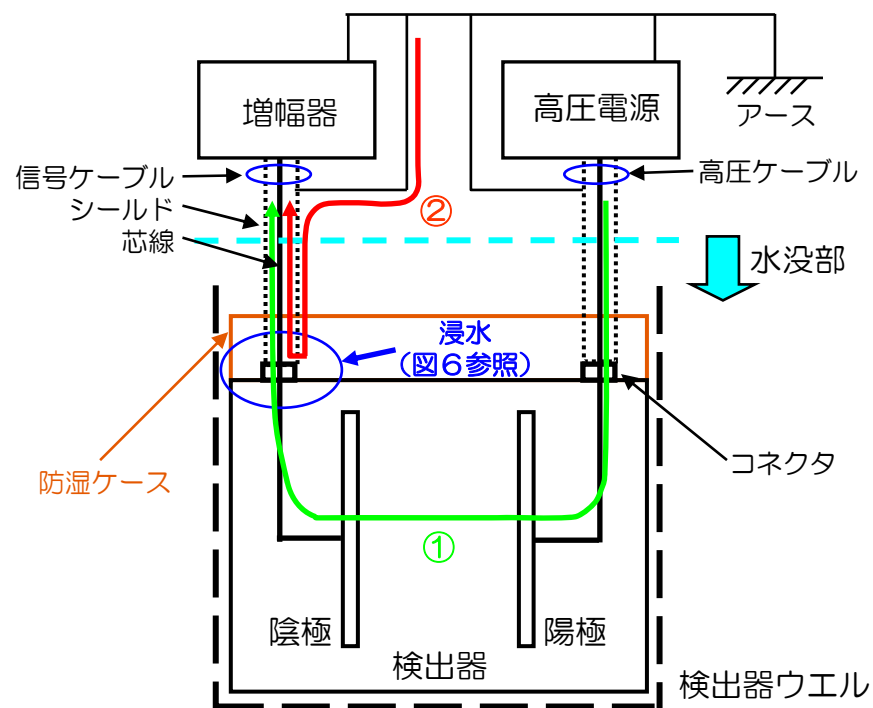 増幅器
高圧電源
アース
信号ケーブル
シールド
芯線
高圧ケーブル
②
水没部
浸水
（図６参照）
防湿ケース
コネクタ
①
陰極
陽極
検出器
検出器ウエル